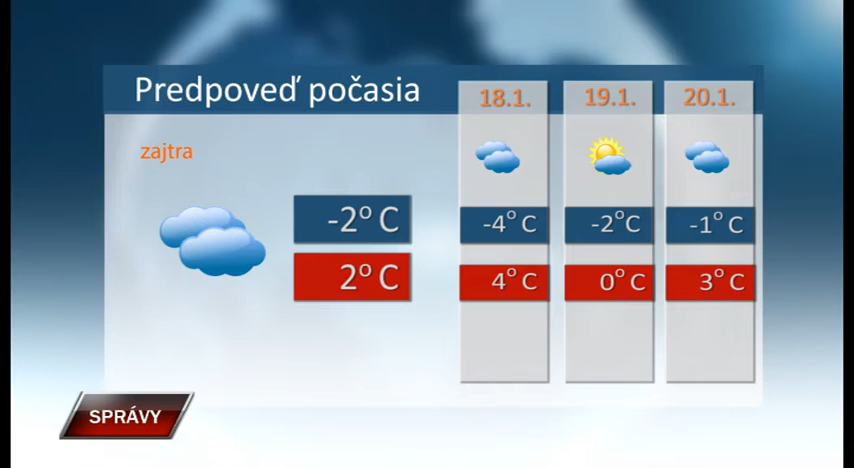 Predpoveď počasia
zajtra
-2° C
2° C
18.1. 19.1. 20.1.
-4° C -2°C -1° C
4° C 0° C 3° C
SPRÁVY